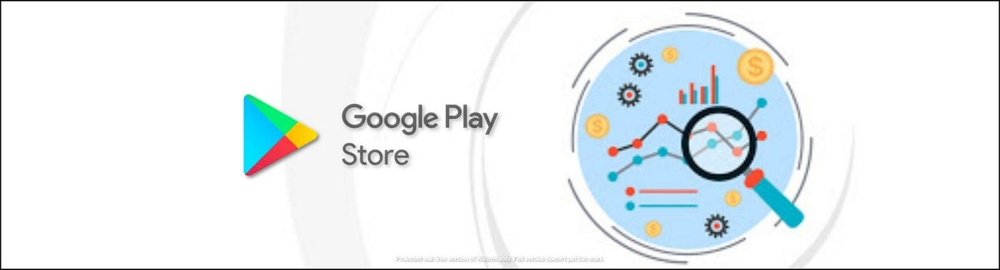 Google Play
Store
Protected with free version of Watermarkly. Full version doesn't put this mark.